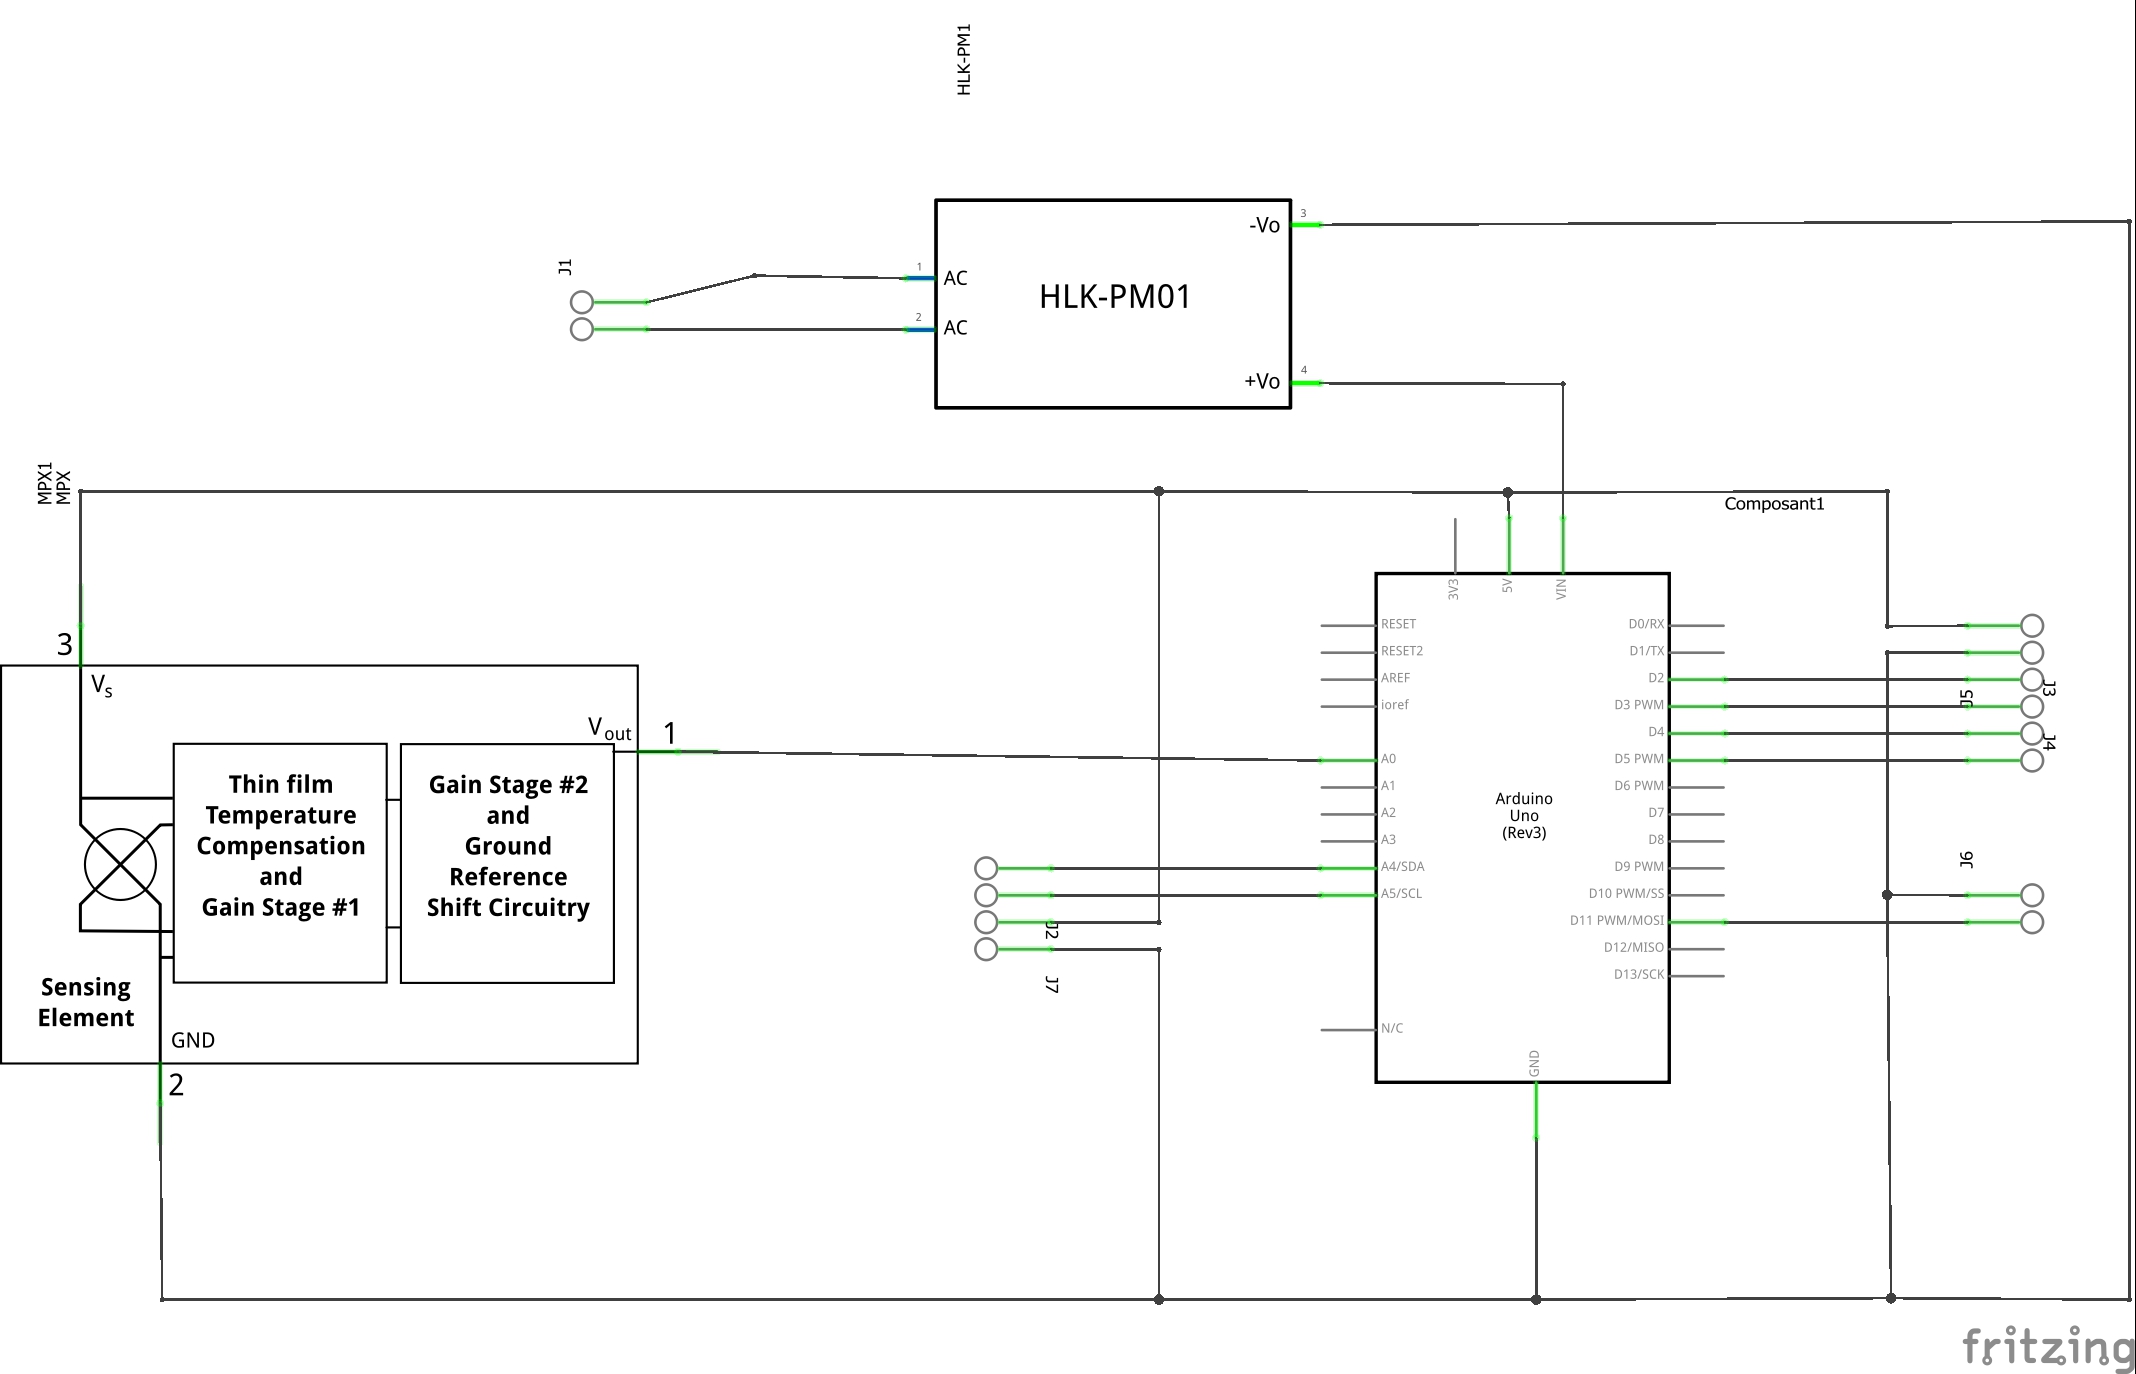 HLK-PM1
-Vo
3
J1
1
AC
HLK-PM01
2
AC
+Vo
4
MPX1
MPX
Composant1
3V3
5V
VIN
3
Vs
RESET
RESET2
AREF
ioref
A0
A1
A2
A3
A4/SDA
A5/SCL
N/C
D0/RX
D1/TX
D2
D3 PWM
D4
D5 PWM
D6 PWM
D7
D8
D9 PWM
D10 PWM/SS
D11 PWM/MOSI
D12/MISO
D13/SCK
Arduino
Uno
(Rev3)
GND
J5
J3
J4
J6
Vout
1
Thin film
Temperature
Compensation
and
Gain Stage #1
Gain Stage #2
and
Ground
Reference
Shift Circuitry
J2
J7
Sensing
Element
GND
2
fritzing